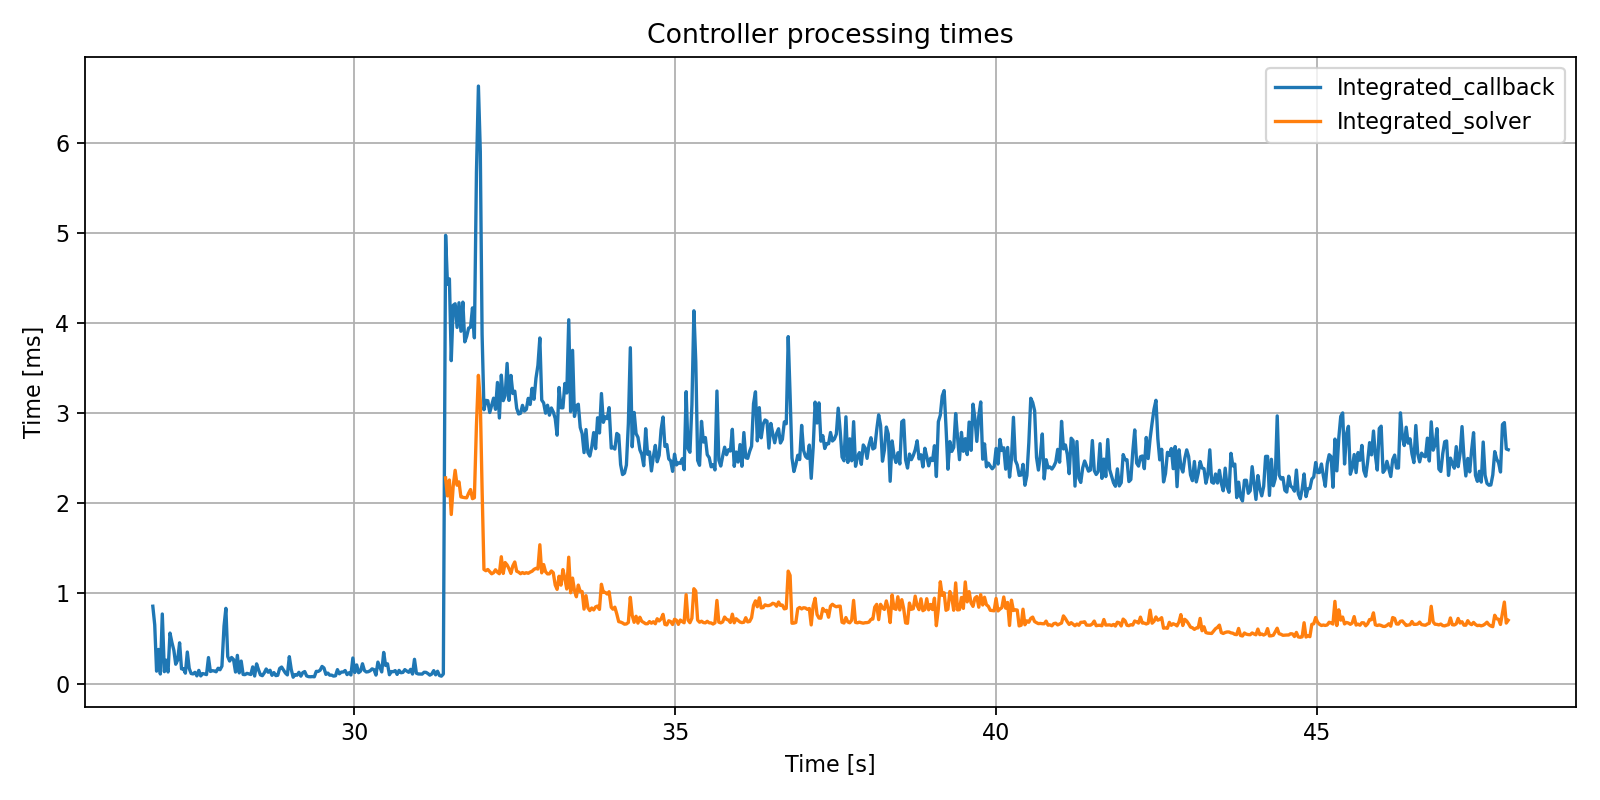 Controller processing times
Integrated_callback
Integrated_solver
Time [ms]
6
5
4
3
2
1
0
30
35
40
45
Time [s]